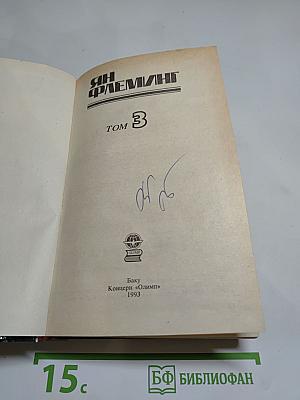 ЯН
ФЛЕМИНГ
ТОМ 3
Баку
Концерн «Олимп»
1993
15с
БФ БИБЛИОФАН